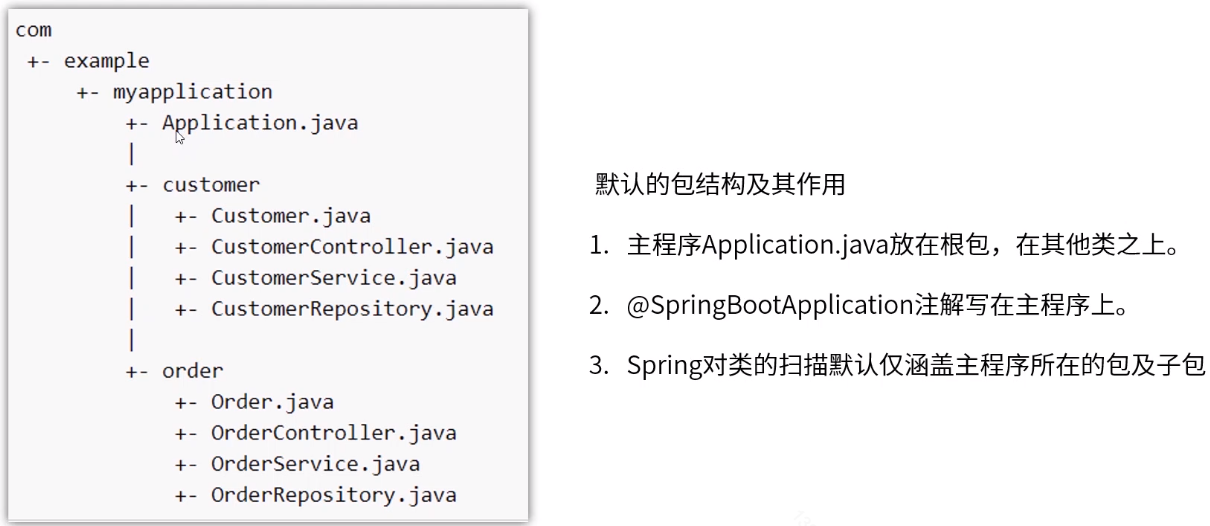 com
+- example
+- myapplication
+- Application.java
|
+- customer
| +- Customer.java
| +- CustomerController.java
| +- CustomerService.java
| +- CustomerRepository.java
|
+- order
+- Order.java
+- OrderController.java
+- OrderService.java
+- OrderRepository.java
默认的包结构及其作用
1. 主程序Application.java放在根包，在其他类之上。
2. @SpringBootApplication注解写在主程序上。
3. Spring对类的扫描默认仅涵盖主程序所在的包及子包